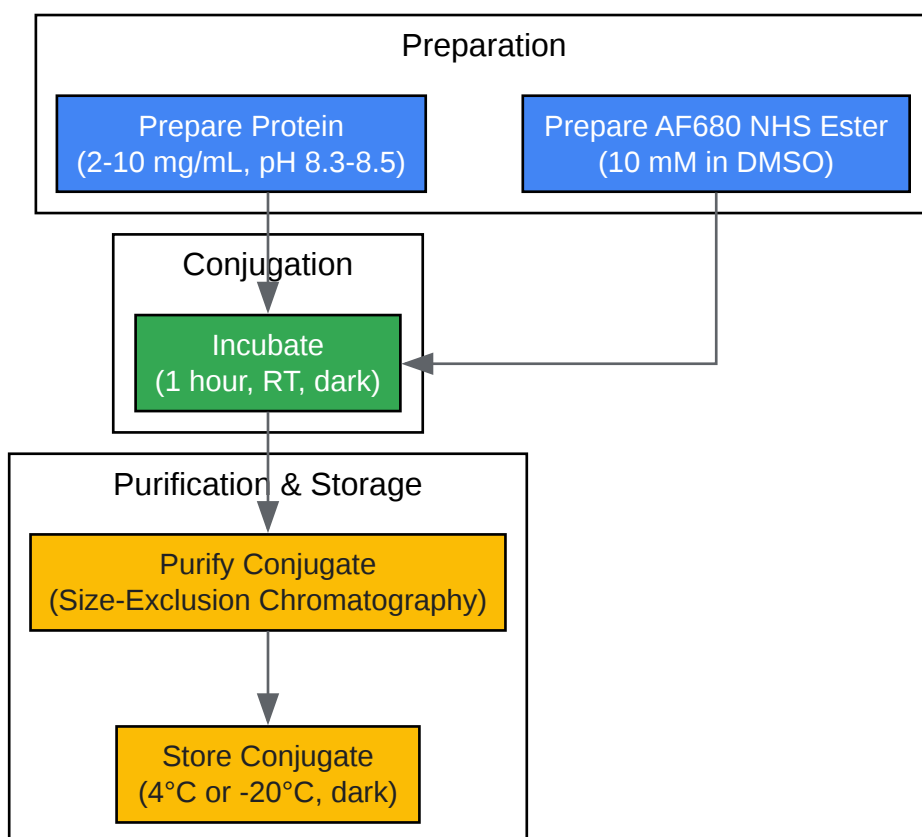 Preparation
Prepare Protein
(2-10 mg/mL, pH 8.3-8.5)
Prepare AF680 NHS Ester
(10 mM in DMSO)
Conjugation
Incubate
(1 hour, RT, dark)
Purification & Storage
Purify Conjugate
(Size-Exclusion Chromatography)
Store Conjugate
(4°C or -20°C, dark)